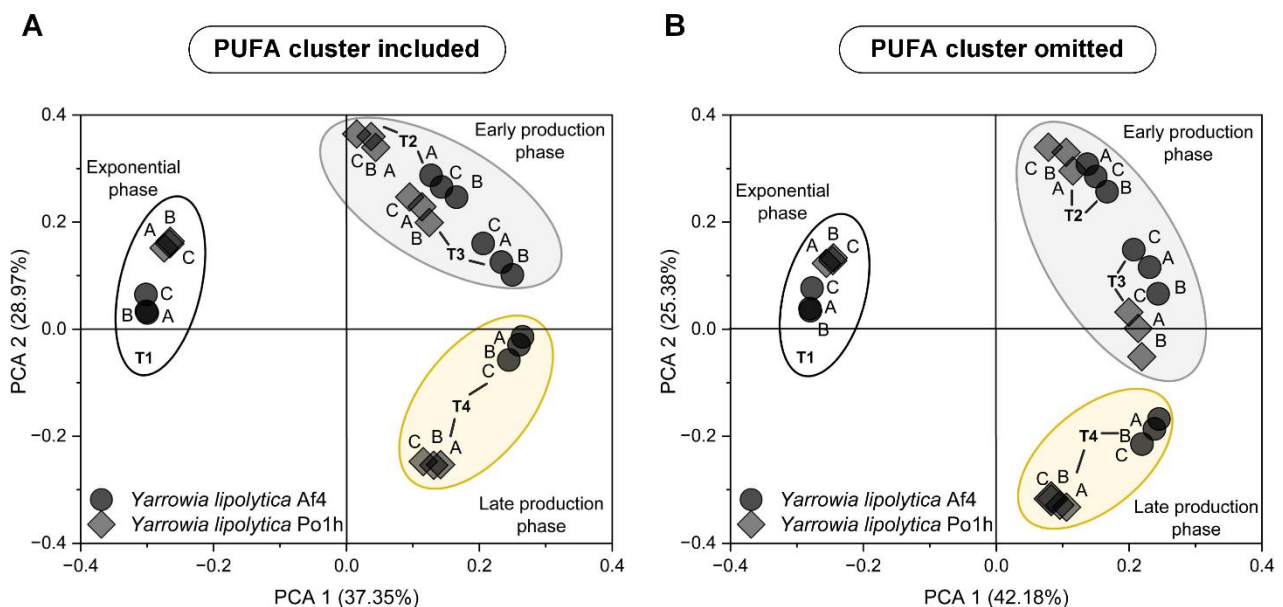 A
PUFA cluster included
0.4
0.2
0.0
−0.2
−0.4
PCA 2 (28.97%)
Exponential
phase
A
B
C
C
B
A
T1
Early production
phase
T2
C
B
A
A
C
B
C
A
B
T3
C
A
B
A
B
C
T4
C
B
A
Late production
phase
Yarrowia lipolytica Af4
Yarrowia lipolytica Po1h
−0.4
−0.2
0.0
0.2
0.4
PCA 1 (37.35%)
B
PUFA cluster omitted
0.4
0.2
0.0
−0.2
−0.4
PCA 2 (25.38%)
Exponential
phase
A
B
C
C
A
B
T1
Early production
phase
C
B
A
A
C
B
T2
C
A
B
T3
C
A
B
A
B
C
T4
C
B
A
Late production
phase
Yarrowia lipolytica Af4
Yarrowia lipolytica Po1h
−0.4
−0.2
0.0
0.2
0.4
PCA 1 (42.18%)